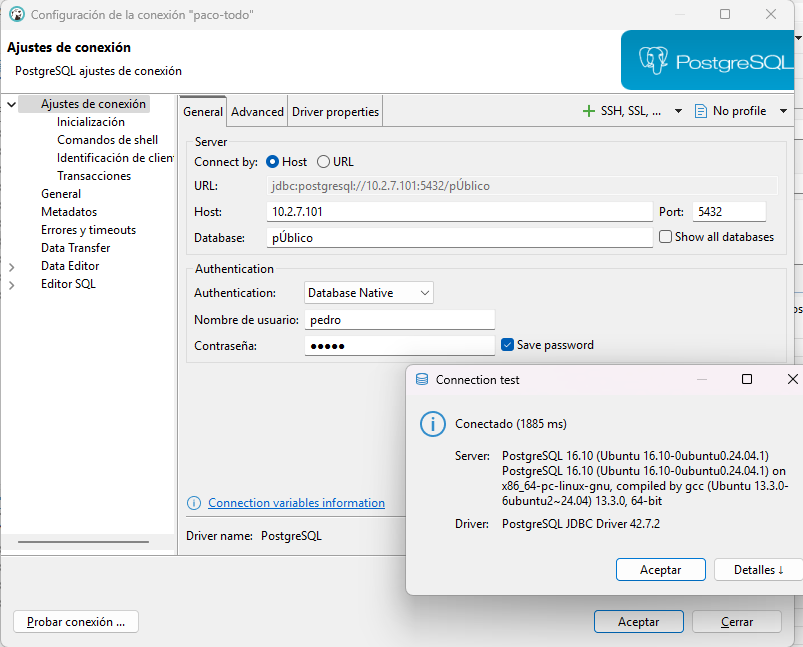 Configuración de la conexión "paco-todo"
Ajustes de conexión
PostgreSQL ajustes de conexión
PostgreSQL
Ajustes de conexión
Inicialización
Comandos de shell
Identificación de clien
Transacciones
General
Metadatos
Errores y timeouts
Data Transfer
Data Editor
Editor SQL
General
Advanced
Driver properties
SSH, SSL, ...
No profile
Server
Connect by: Host URL
URL: jdbc:postgresql://10.2.7.101:5432/pÚblico
Host: 10.2.7.101 Port: 5432
Database: pÚblico Show all databases
Authentication
Authentication: Database Native
Nombre de usuario: pedro
Contraseña: ●●●●● Save password
Connection variables information
Driver name: PostgreSQL
Connection test
Conectado (1885 ms)
Server: PostgreSQL 16.10 (Ubuntu 16.10-0ubuntu0.24.04.1)
PostgreSQL 16.10 (Ubuntu 16.10-0ubuntu0.24.04.1) on
x86_64-pc-linux-gnu, compiled by gcc (Ubuntu 13.3.0-
6ubuntu2~24.04) 13.3.0, 64-bit
Driver: PostgreSQL JDBC Driver 42.7.2
Aceptar
Detalles ↓
Probar conexión ...
Aceptar
Cerrar